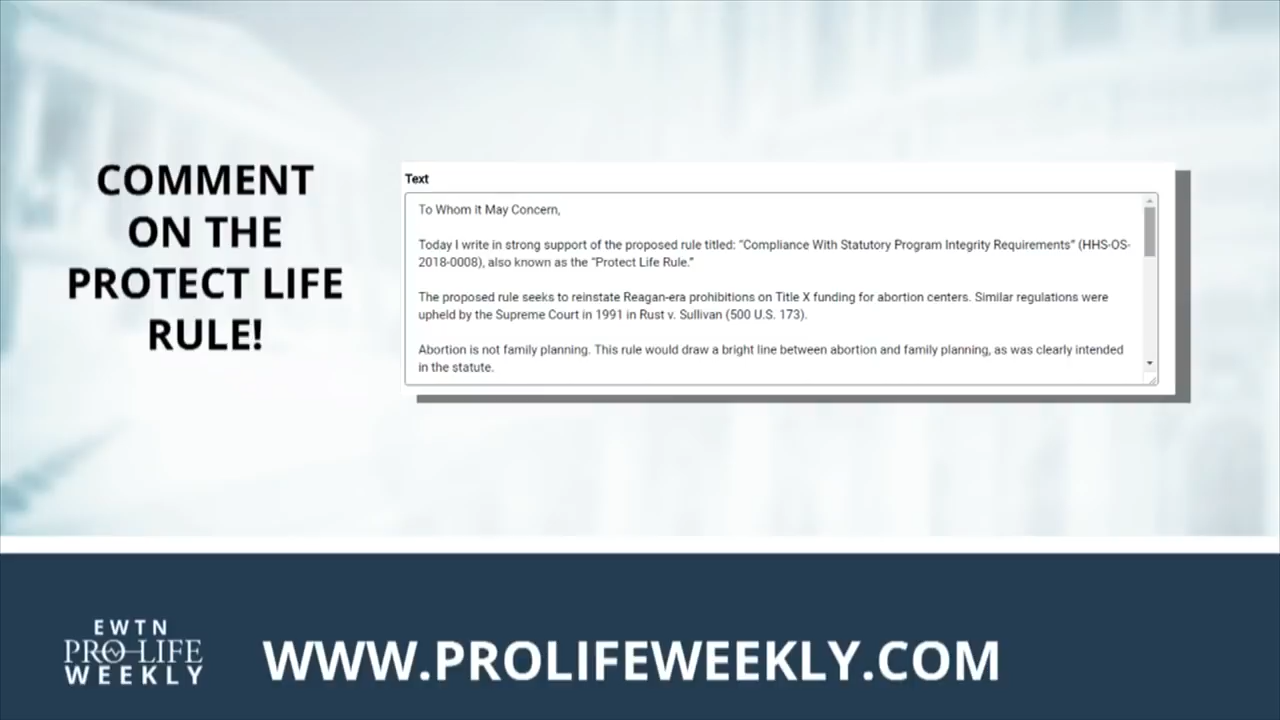 COMMENT
ON THE
PROTECT LIFE
RULE!
Text
To Whom It May Concern,
Today I write in strong support of the proposed rule titled: "Compliance With Statutory Program Integrity Requirements" (HHS-OS-
2018-0008), also known as the "Protect Life Rule."
The proposed rule seeks to reinstate Reagan-era prohibitions on Title X funding for abortion centers. Similar regulations were
upheld by the Supreme Court in 1991 in Rust v. Sullivan (500 U.S. 173).
Abortion is not family planning. This rule would draw a bright line between abortion and family planning, as was clearly intended
in the statute.
EWTN
PRO-LIFE
WEEKLY
WWW.PROLIFEWEEKLY.COM